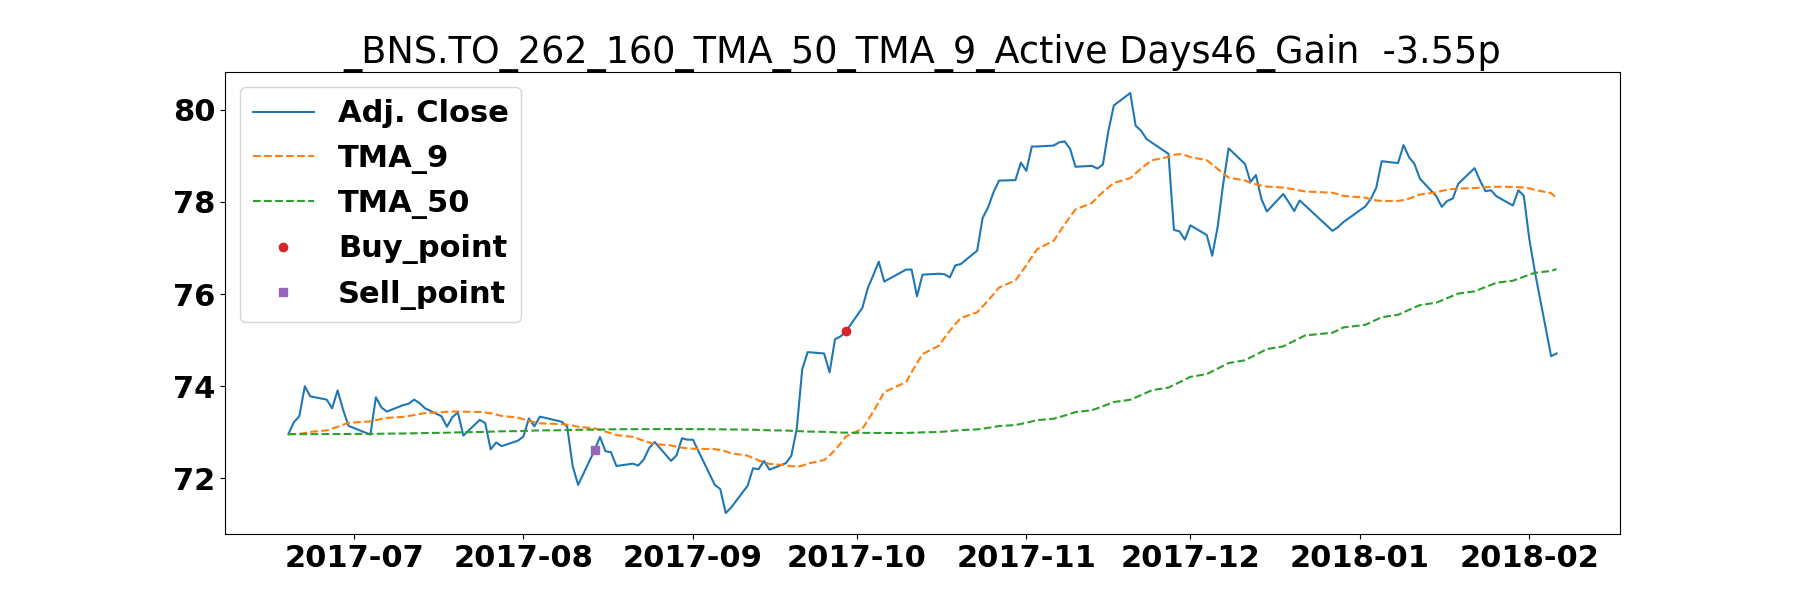 _BNS.TO_262_160_TMA_50_TMA_9_Active Days46_Gain  -3.55p
Adj. Close
TMA_9
TMA_50
Buy_point
Sell_point
80
78
76
74
72
2017-07 2017-08 2017-09 2017-10 2017-11 2017-12 2018-01 2018-02